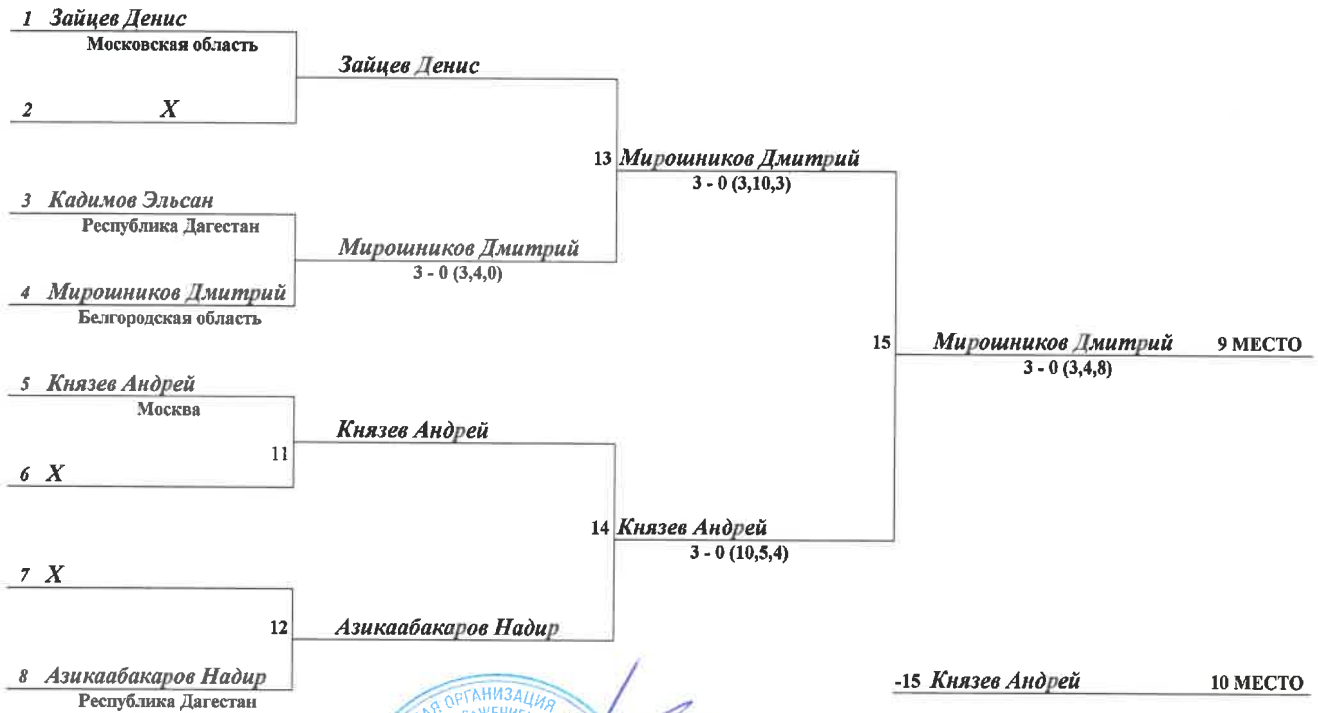 1 Зайцев Денис
Московская область
Зайцев Денис
2 X
13 Мирошников Дмитрий
3 - 0 (3,10,3)
3 Кадимов Эльсан
Республика Дагестан
Мирошников Дмитрий
3 - 0 (3,4,0)
4 Мирошников Дмитрий
Белгородская область
15 Мирошников Дмитрий 9 МЕСТО
3 - 0 (3,4,8)
5 Князев Андрей
Москва
Князев Андрей
11
6 X
14 Князев Андрей
3 - 0 (10,5,4)
7 X
12 Азикаабакаров Надир
8 Азикаабакаров Надир
Республика Дагестан
-15 Князев Андрей 10 МЕСТО
ОРГАНИЗАЦИЯ